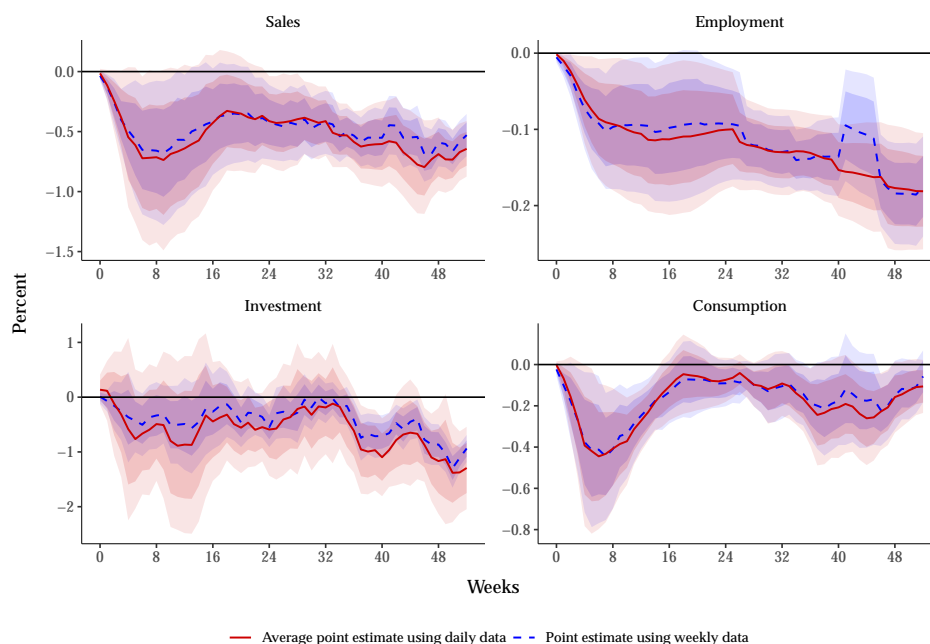 Sales
Employment
0.0
−0.5
−1.0
−1.5
0 8 16 24 32 40 48
0.0
−0.1
−0.2
0 8 16 24 32 40 48
Investment
Consumption
1
0
−1
−2
0 8 16 24 32 40 48
0.0
−0.2
−0.4
−0.6
−0.8
0 8 16 24 32 40 48
Percent
Weeks
Average point estimate using daily data
Point estimate using weekly data